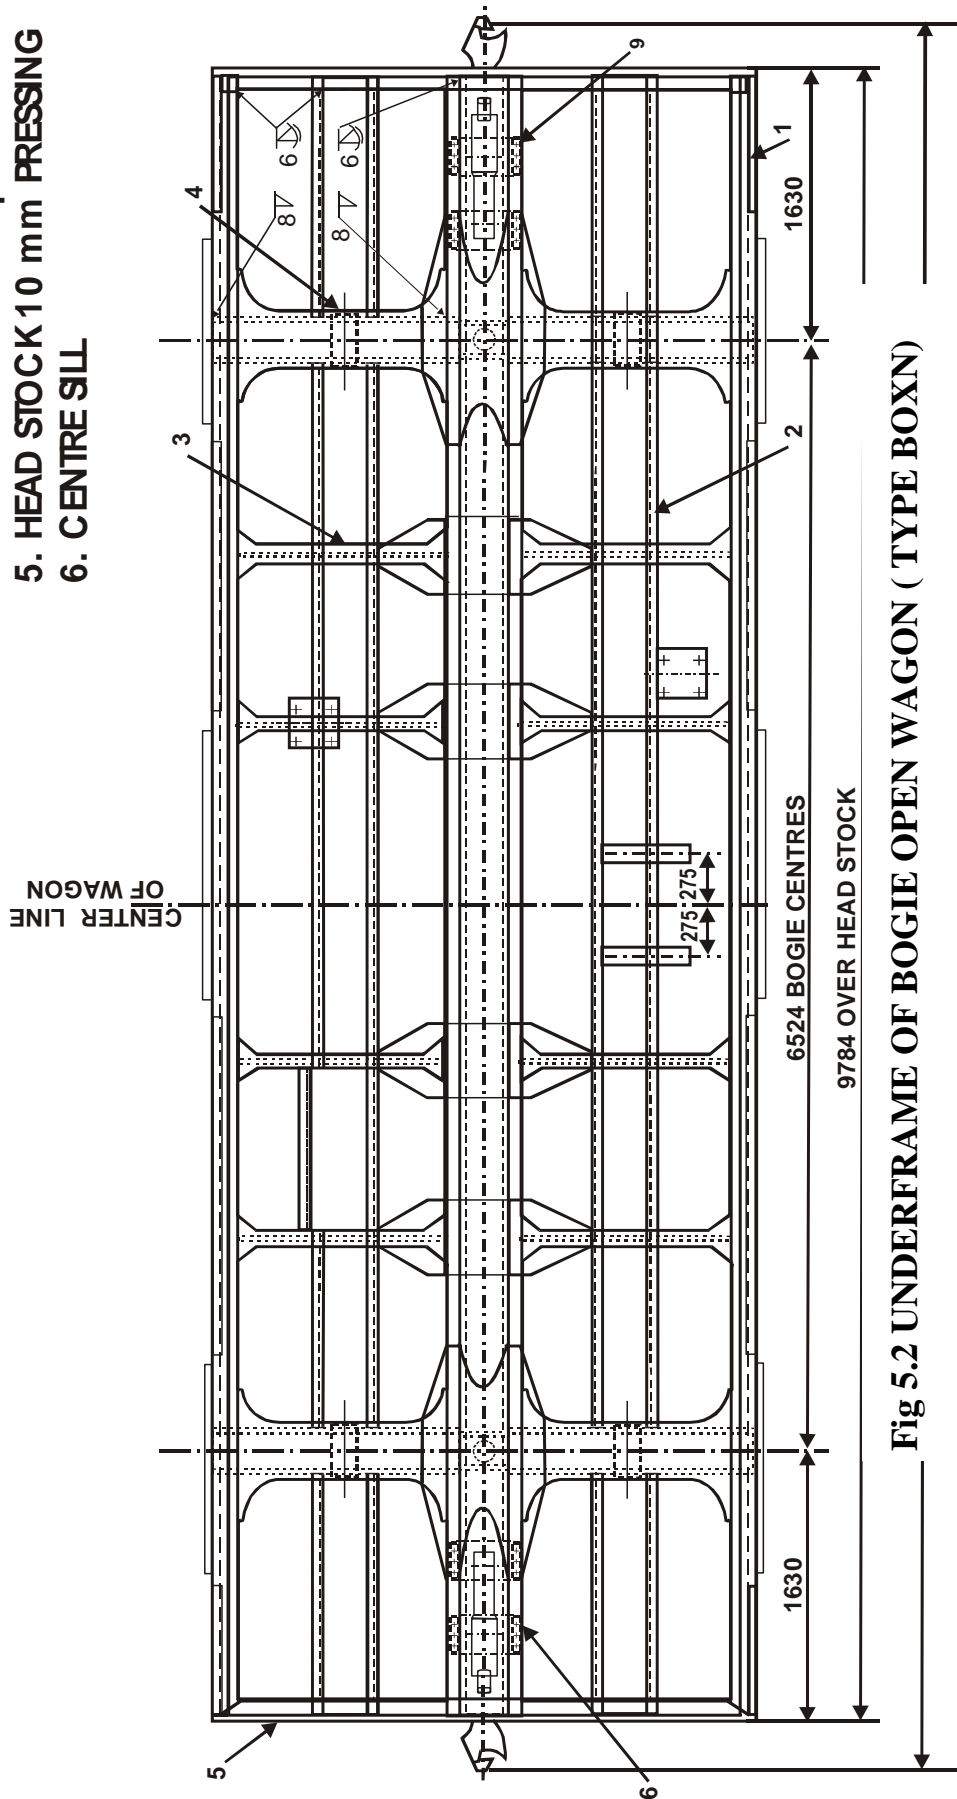 5. HEAD STOCK 10 mm PRESSING
6. CENTRE SILL
CENTER LINE
OF WAGON
5
3
4
8
6
8
6
6
6
275
275
2
1
1630
6524 BOGIE CENTRES
1630
9784 OVER HEAD STOCK
Fig 5.2 UNDERFRAME OF BOGIE OPEN WAGON ( TYPE BOXN)